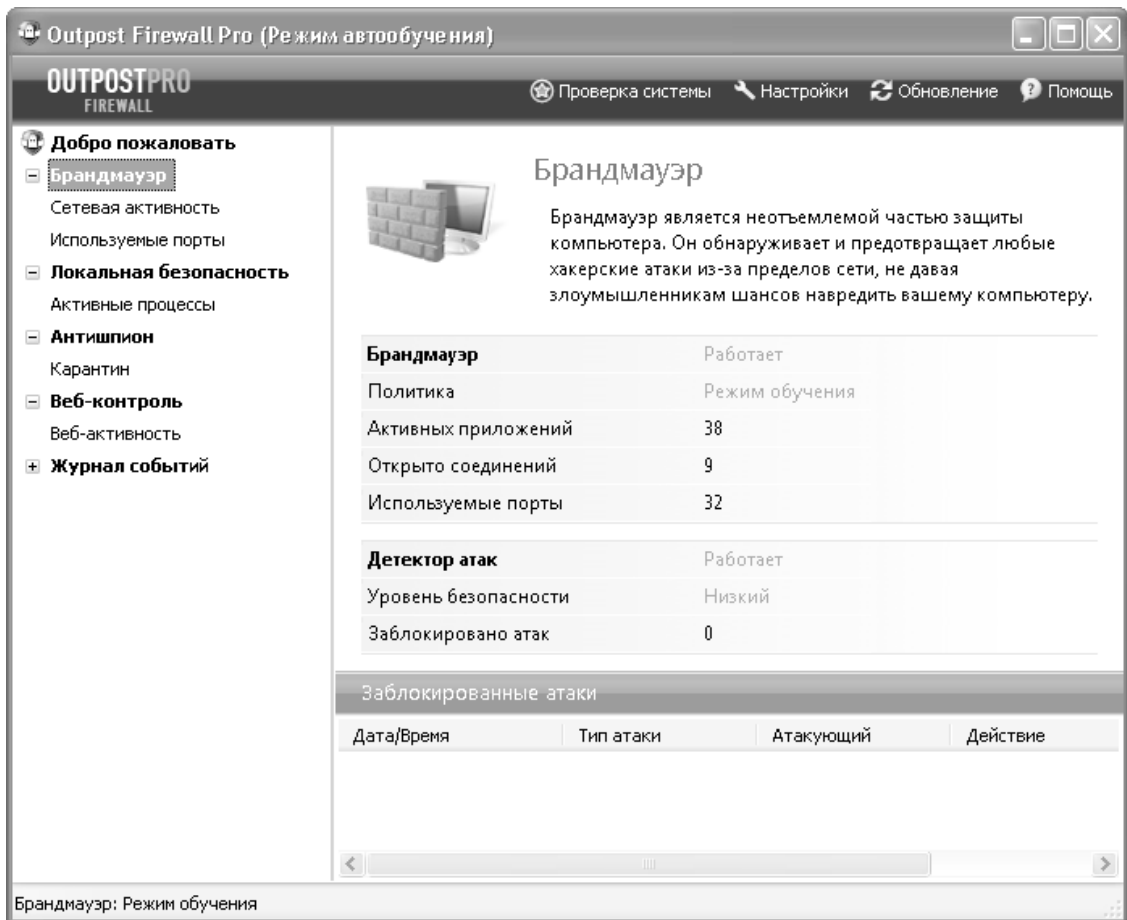 Outpost Firewall Pro (Режим автообучения)
OUTPOSTPRO
FIREWALL
Проверка системы Настройки Обновление Помощь
Добро пожаловать
Брандмауэр
Сетевая активность
Используемые порты
Локальная безопасность
Активные процессы
Антишпион
Карантин
Веб-контроль
Веб-активность
Журнал событий
Брандмауэр
Брандмауэр является неотъемлемой частью защиты
компьютера. Он обнаруживает и предотвращает любые
хакерские атаки из-за пределов сети, не давая
злоумышленникам шансов навредить вашему компьютеру.
Брандмауэр Работает
Политика Режим обучения
Активных приложений 38
Открыто соединений 9
Используемые порты 32
Детектор атак Работает
Уровень безопасности Низкий
Заблокировано атак 0
Заблокированные атаки
Дата/Время Тип атаки Атакующий Действие
Брандмауэр: Режим обучения